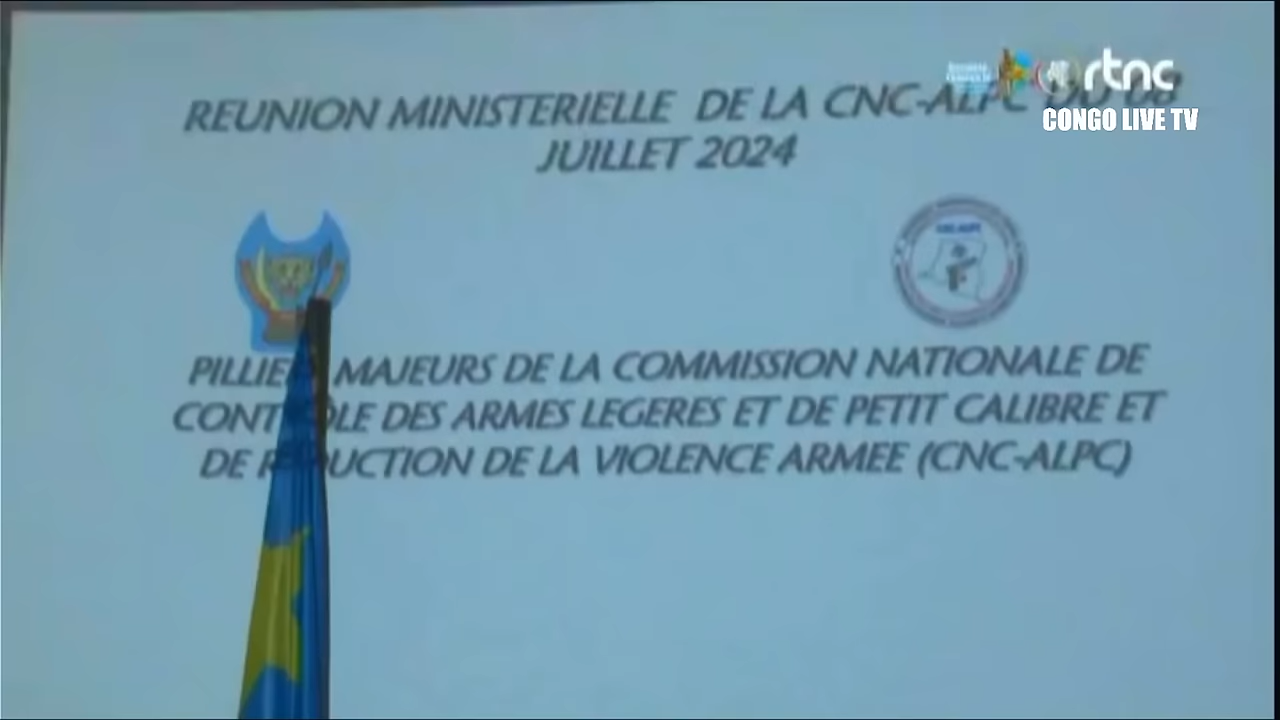 rtnc
CONGO LIVE TV
REUNION MINISTERIELLE DE LA CNC-ALPC
JUILLET 2024
MAJEURS DE LA COMMISSION NATIONALE DE
DES ARMES LEGERES ET DE PETIT CALIBRE ET
DE DE LA VIOLENCE ARMEE (CNC-ALPC)